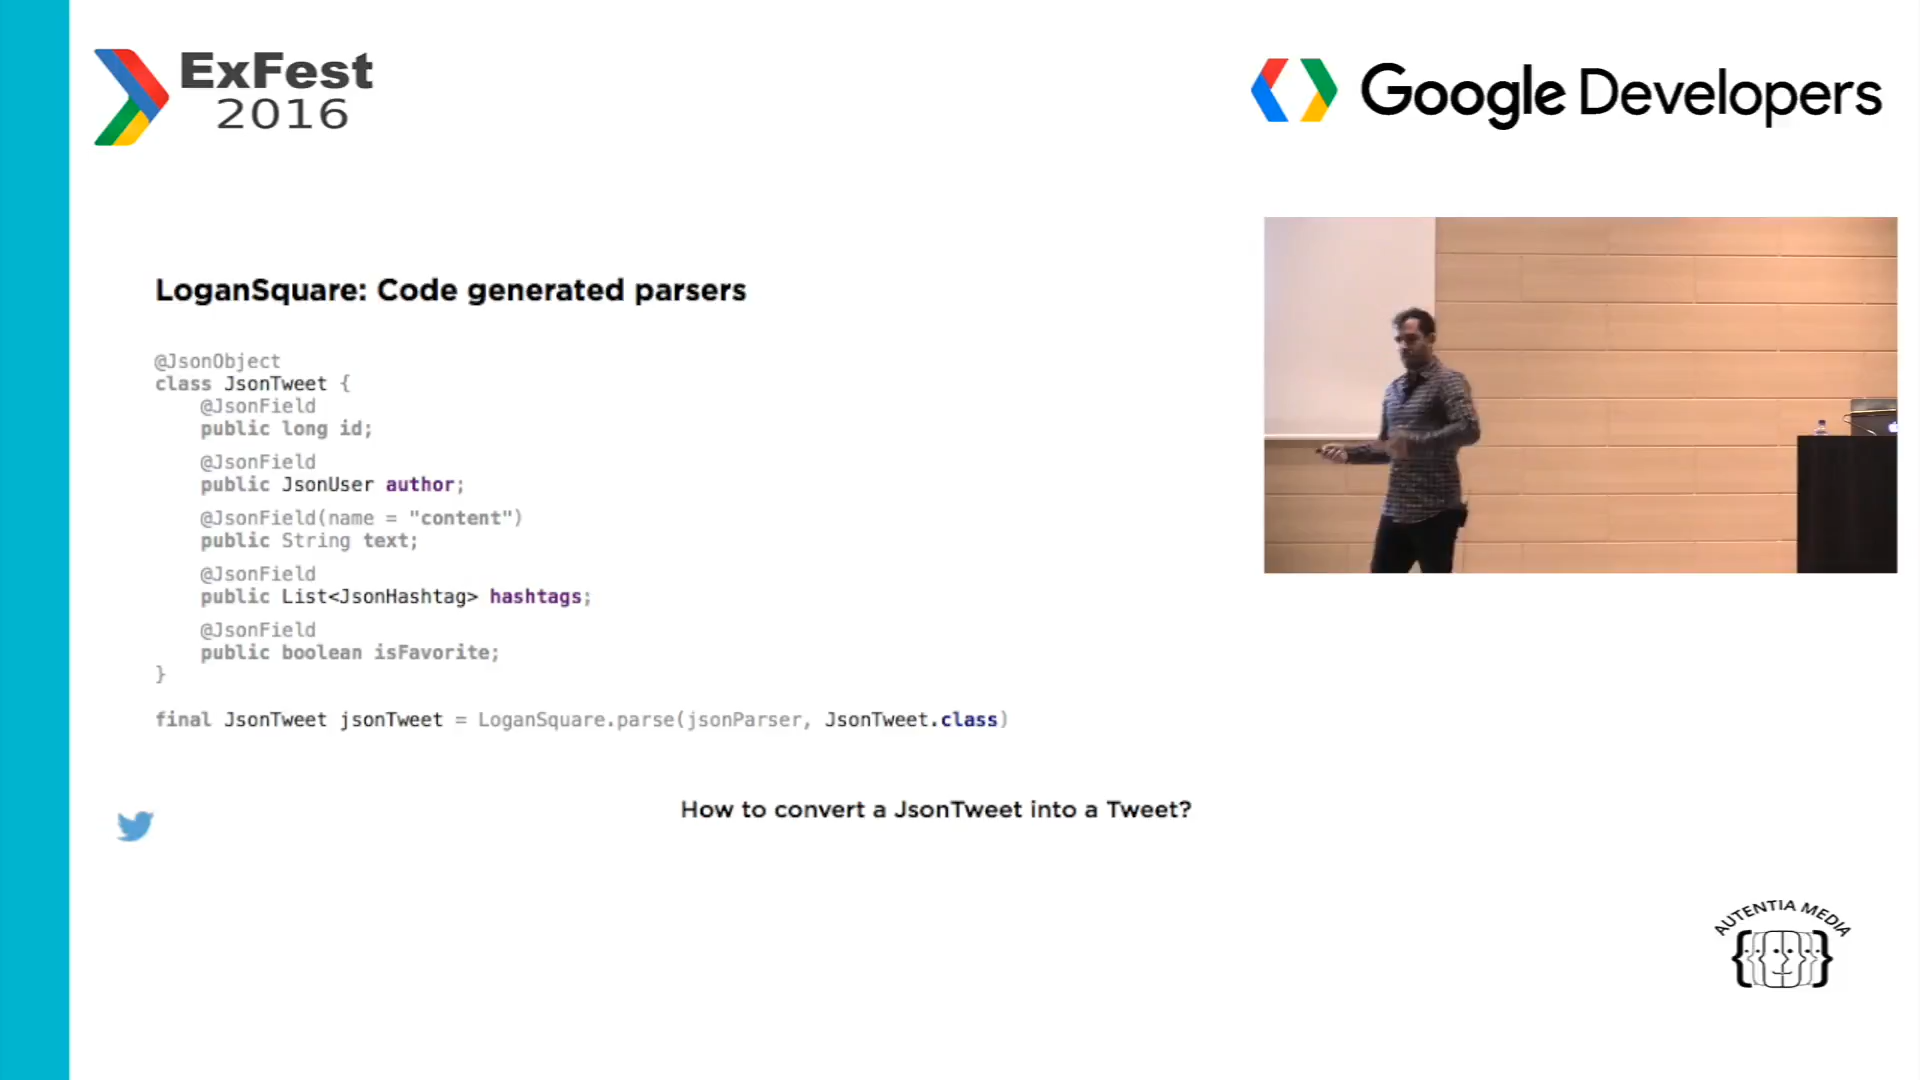 ExFest
2016
Google Developers
LoganSquare: Code generated parsers
@JsonObject
class JsonTweet {
@JsonField
public long id;
@JsonField
public JsonUser author;
@JsonField(name = "content")
public String text;
@JsonField
public List<JsonHashtag> hashtags;
@JsonField
public boolean isFavorite;
}
final JsonTweet jsonTweet = LoganSquare.parse(jsonParser, JsonTweet.class)
How to convert a JsonTweet into a Tweet?
AUTENTIA MEDIA